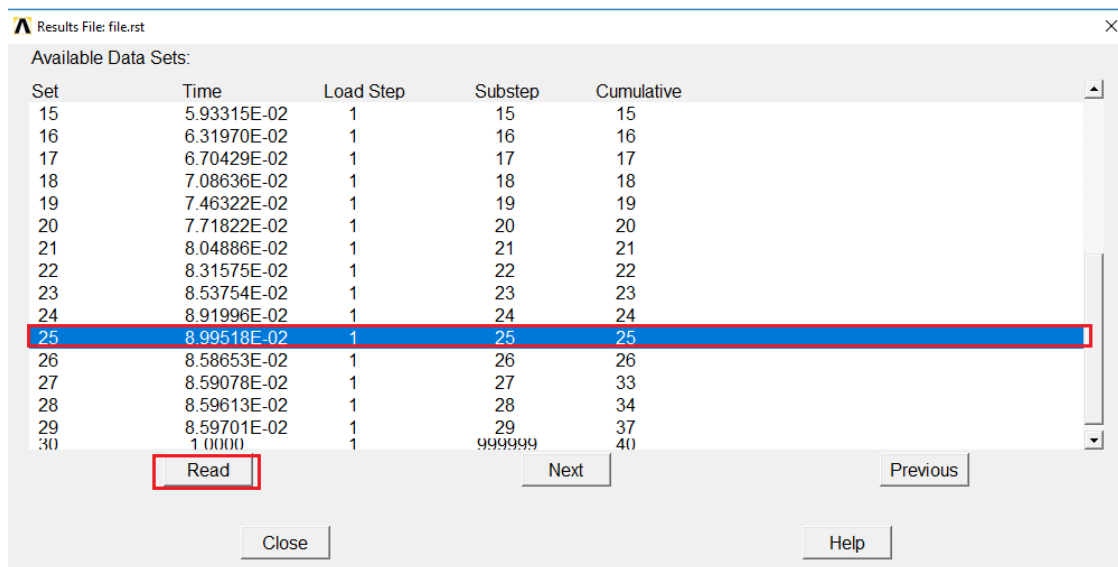 Results File: file.rst
Available Data Sets:
Set Time Load Step Substep Cumulative
15 5.93315E-02 1 15 15
16 6.31970E-02 1 16 16
17 6.70429E-02 1 17 17
18 7.08636E-02 1 18 18
19 7.46322E-02 1 19 19
20 7.71822E-02 1 20 20
21 8.04886E-02 1 21 21
22 8.31575E-02 1 22 22
23 8.53754E-02 1 23 23
24 8.91996E-02 1 24 24
25 8.99518E-02 1 25 25
26 8.58653E-02 1 26 26
27 8.59078E-02 1 27 33
28 8.59613E-02 1 28 34
29 8.59701E-02 1 29 37
30 1.0000 1 999999 40
Read Next Previous
Close Help